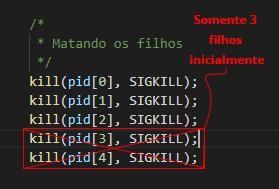 /*
Somente 3
filhos
inicialmente
* Matando os filhos
*/
kill(pid[0], SIGKILL);
kill(pid[1], SIGKILL);
kill(pid[2], SIGKILL);
kill(pid[3], SIGKILL);
kill(pid[4], SIGKILL);